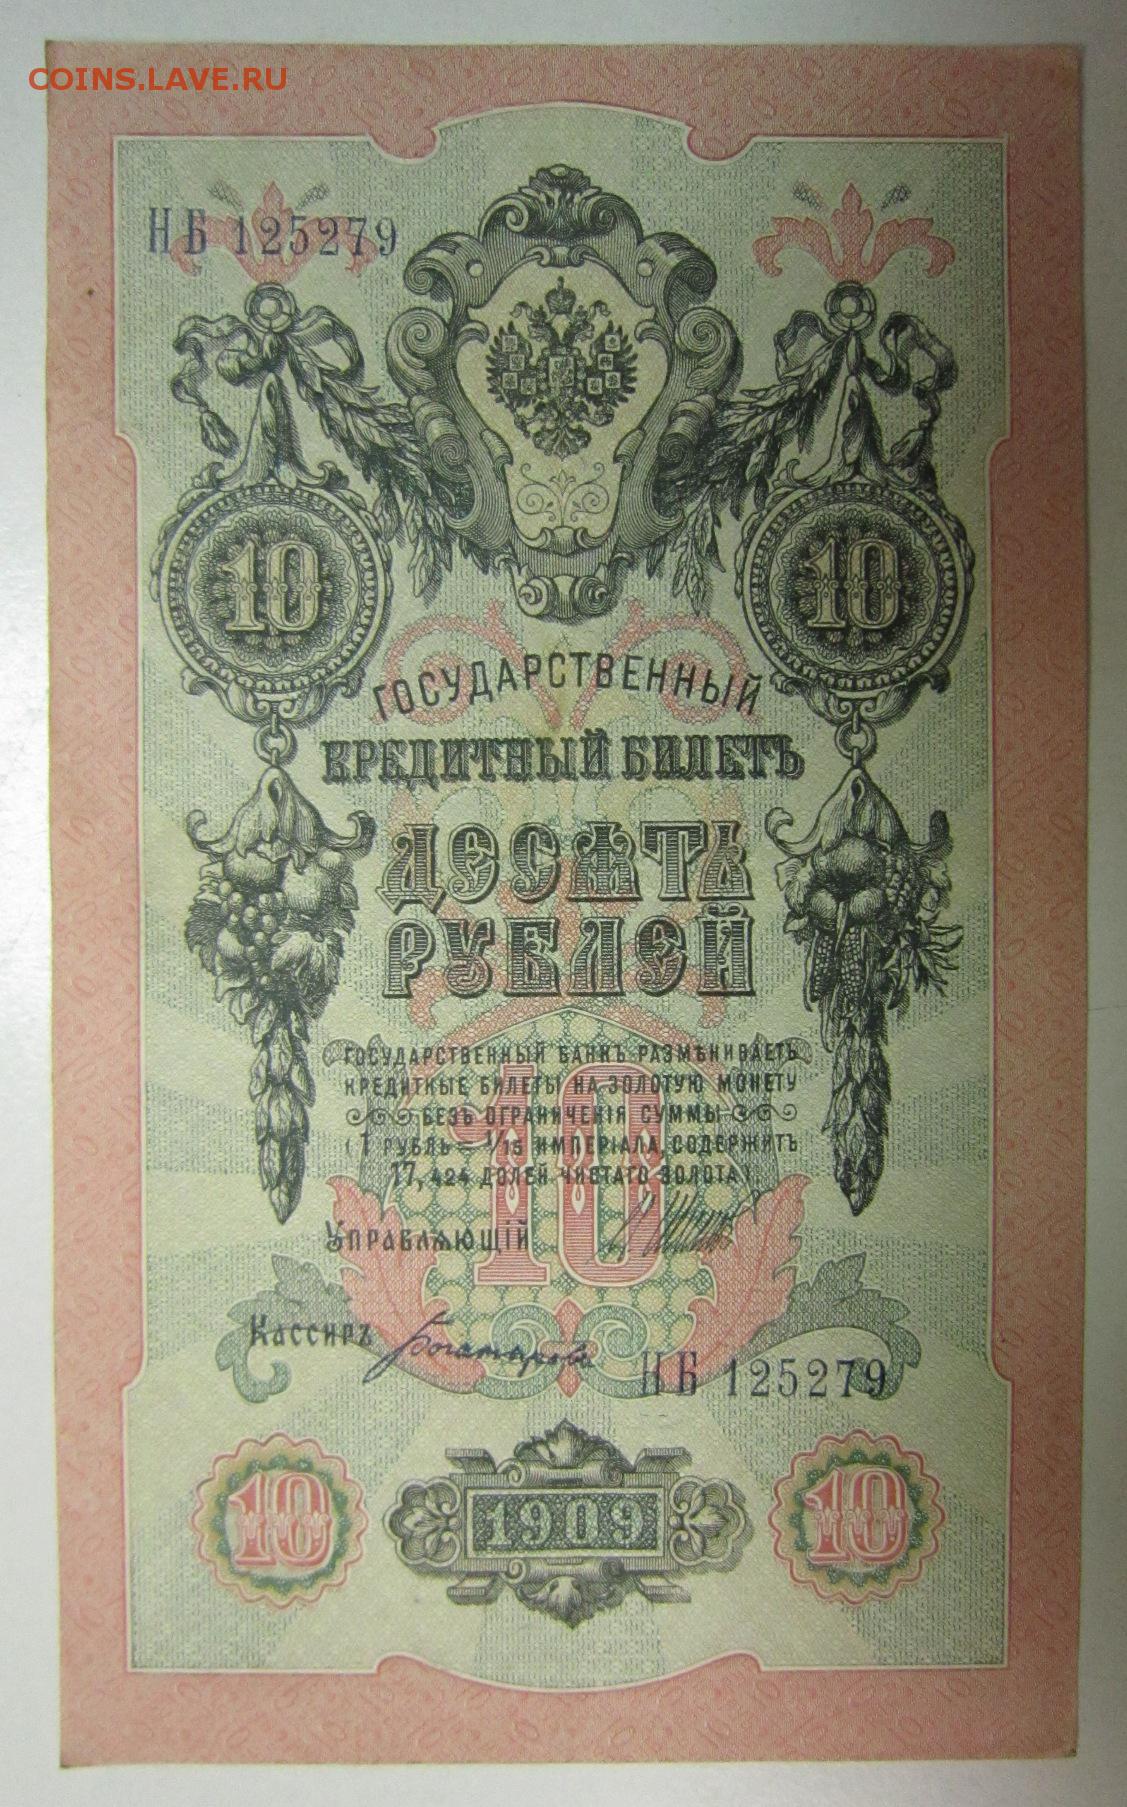 COINS.LAVE.RU
НБ 125279
10 10
ГОСУДАРСТВЕННЫЙ
КРЕДИТНЫЙ БИЛЕТЪ
ДЕСѦТЬ
РУБЛЕЙ
ГОСУДАРСТВЕННЫЙ БАНКЪ РАЗМѢНИВАЕТЪ
КРЕДИТНЫЕ БИЛЕТЫ НА ЗОЛОТУЮ МОНЕТУ
БЕЗЪ ОГРАНИЧЕНІЯ СУММЫ
(1 РУБЛЬ = 1/15 ИМПЕРІАЛА, СОДЕРЖИТЪ
17,424 ДОЛЕЙ ЧИСТАГО ЗОЛОТА)
10
УПРАВЛѦЮЩІЙ
КАССИРЪ
НБ 125279
10 1909 10